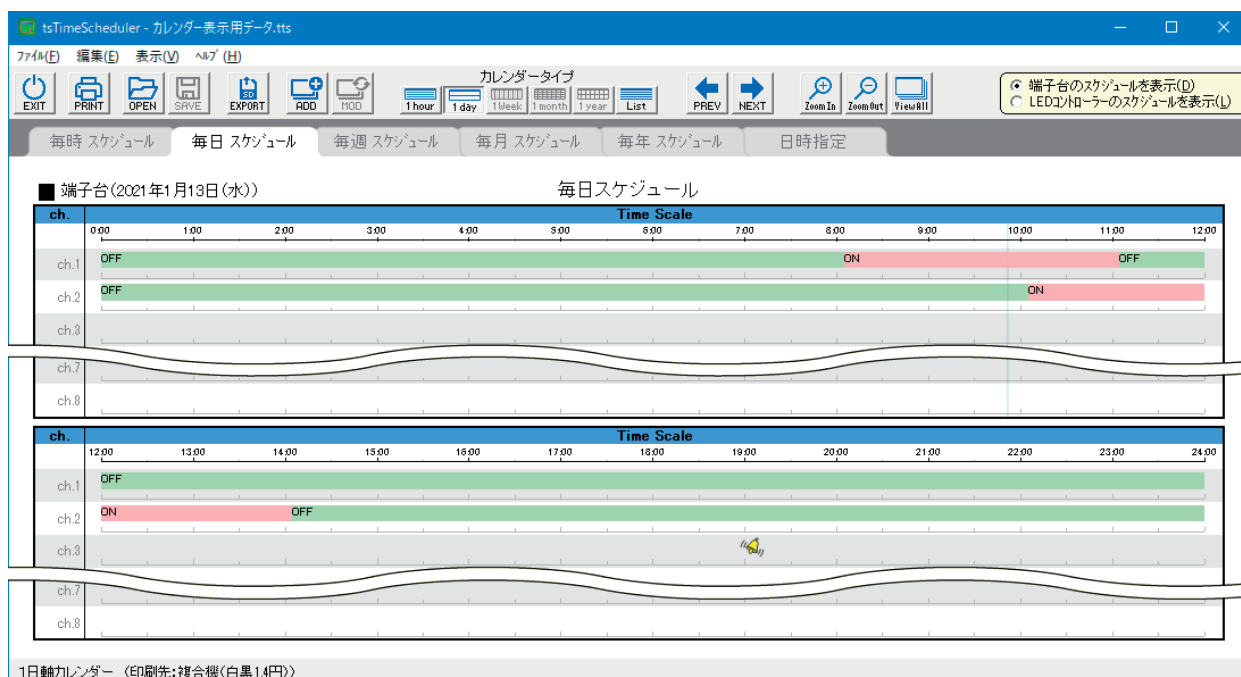 tsTimeScheduler - カレンダー表示用データ.tts
ファイル(F) 編集(E) 表示(V) ヘルプ(H)
カレンダータイプ
EXIT PRINT OPEN SAVE EXPORT ADD MOD 1 hour 1 day 1 Week 1 month 1 year List PREV NEXT Zoom In Zoom Out View All
SD
端子台のスケジュールを表示(D)
LEDコントローラーのスケジュールを表示(L)
毎時 スケジュール 毎日 スケジュール 毎週 スケジュール 毎月 スケジュール 毎年 スケジュール 日時指定
■ 端子台(2021年1月13日(水)) 毎日スケジュール
ch. Time Scale
0:00 1:00 2:00 3:00 4:00 5:00 6:00 7:00 8:00 9:00 10:00 11:00 12:00
ch.1 OFF ON OFF
ch.2 OFF ON
ch.3
ch.7
ch.8
ch. Time Scale
12:00 13:00 14:00 15:00 16:00 17:00 18:00 19:00 20:00 21:00 22:00 23:00 24:00
ch.1 OFF
ch.2 ON OFF
ch.3
ch.7
ch.8
1日軸カレンダー (印刷先:複合機(白黒1.4円))